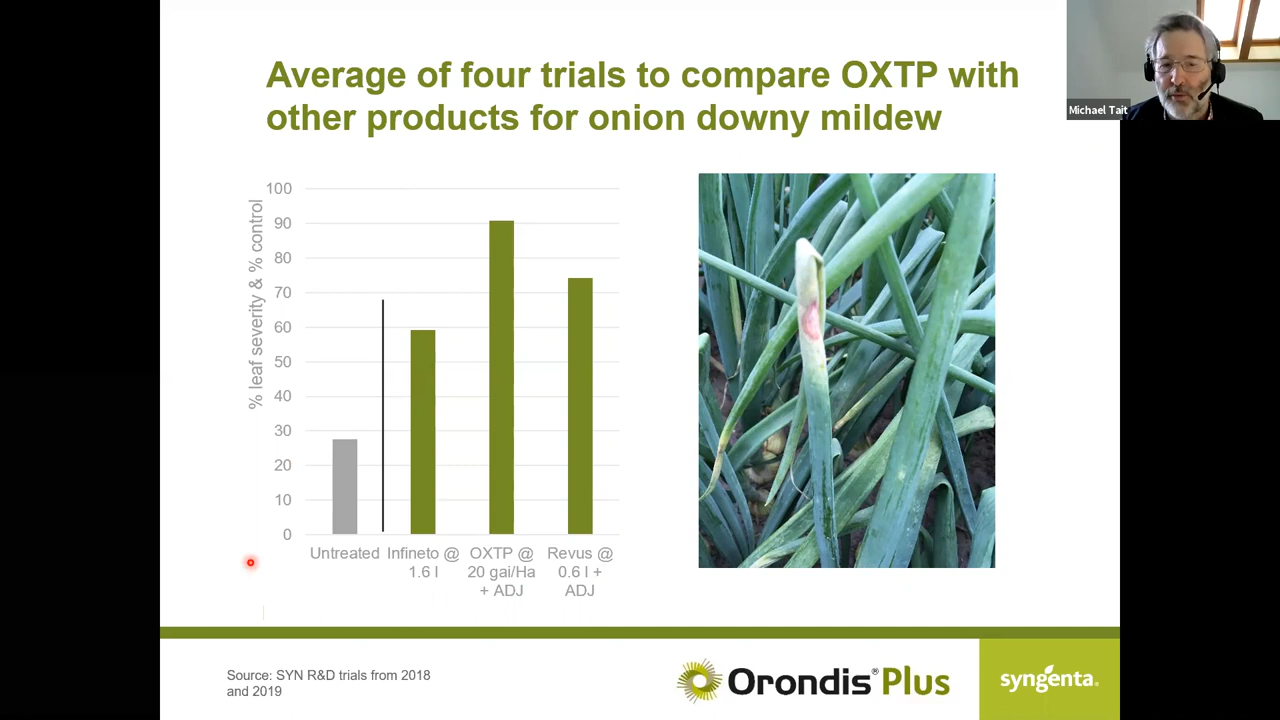 Average of four trials to compare OXTP with
other products for onion downy mildew
Michael Tait
% leaf severity & % control
100
90
80
70
60
50
40
30
20
10
0
Untreated
Infineto @
1.6 l
OXTP @
20 gai/Ha
+ ADJ
Revus @
0.6 l +
ADJ
Source: SYN R&D trials from 2018
and 2019
Orondis® Plus
syngenta®